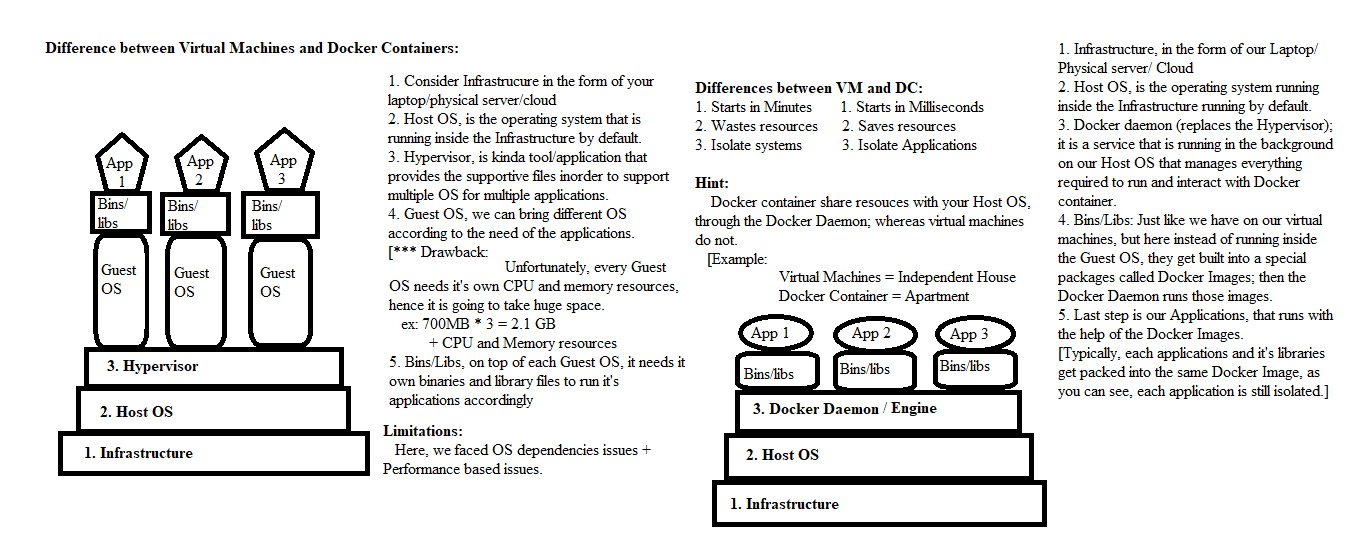 Difference between Virtual Machines and Docker Containers:
App
1
App
2
App
3
Bins/
libs
Bins/
libs
Bins/
libs
Guest
OS
Guest
OS
Guest
OS
3. Hypervisor
2. Host OS
1. Infrastructure
1. Consider Infrastrucure in the form of your
laptop/physical server/cloud
2. Host OS, is the operating system that is
running inside the Infrastructure by default.
3. Hypervisor, is kinda tool/application that
provides the supportive files inorder to support
multiple OS for multiple applications.
4. Guest OS, we can bring different OS
according to the need of the applications.
[*** Drawback:
Unfortunately, every Guest
OS needs it's own CPU and memory resources,
hence it is going to take huge space.
ex: 700MB * 3 = 2.1 GB
+ CPU and Memory resources
5. Bins/Libs, on top of each Guest OS, it needs it
own binaries and library files to run it's
applications accordingly
Limitations:
Here, we faced OS dependencies issues +
Performance based issues.
Differences between VM and DC:
1. Starts in Minutes 1. Starts in Milliseconds
2. Wastes resources 2. Saves resources
3. Isolate systems 3. Isolate Applications
Hint:
Docker container share resouces with your Host OS,
through the Docker Daemon; whereas virtual machines
do not.
[Example:
Virtual Machines = Independent House
Docker Container = Apartment
App 1
App 2
App 3
Bins/libs
Bins/libs
Bins/libs
3. Docker Daemon / Engine
2. Host OS
1. Infrastructure
1. Infrastructure, in the form of our Laptop/
Physical server/ Cloud
2. Host OS, is the operating system running
inside the Infrastructure running by default.
3. Docker daemon (replaces the Hypervisor);
it is a service that is running in the background
on our Host OS that manages everything
required to run and interact with Docker
container.
4. Bins/Libs: Just like we have on our virtual
machines, but here instead of running inside
the Guest OS, they get built into a special
packages called Docker Images; then the
Docker Daemon runs those images.
5. Last step is our Applications, that runs with
the help of the Docker Images.
[Typically, each applications and it's libraries
get packed into the same Docker Image, as
you can see, each application is still isolated.]